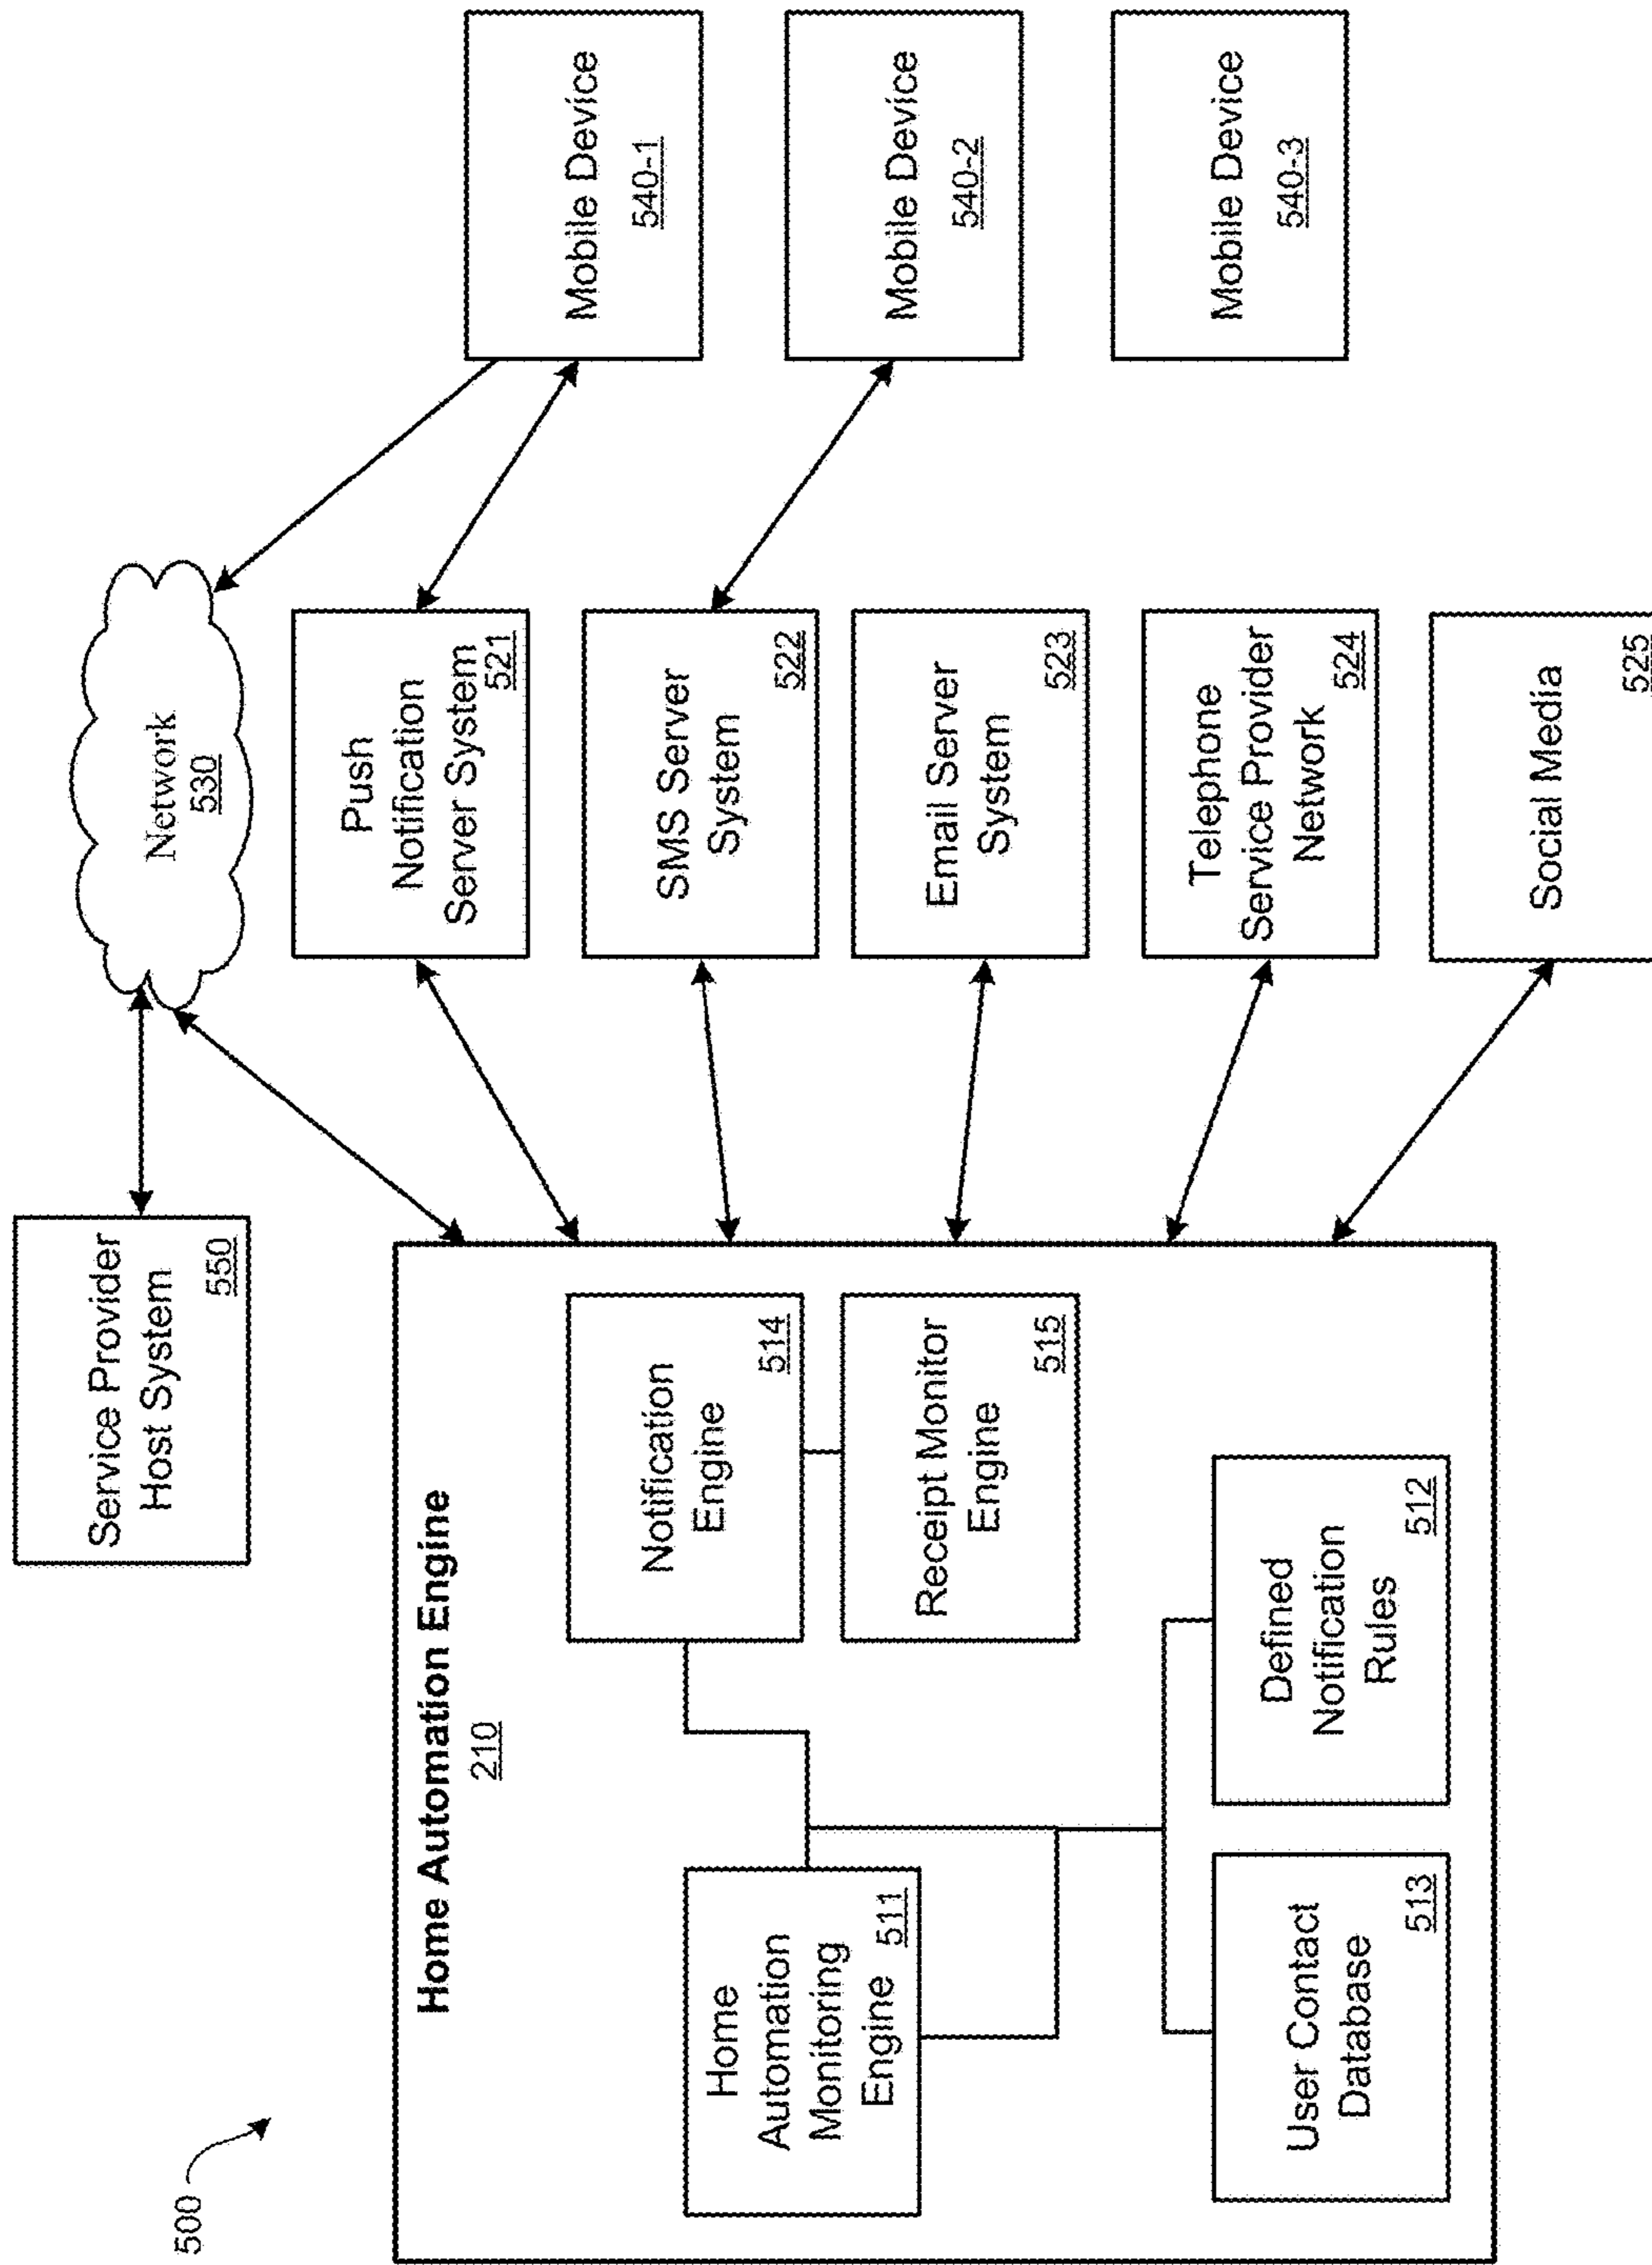 500
Service Provider
Host System
550
Network
530
Home Automation Engine
210
Home
Automation
Monitoring
Engine 511
Notification
Engine
514
Receipt Monitor
Engine
515
User Contact
Database
513
Defined
Notification
Rules
512
Push
Notification
Server System
521
SMS Server
System
522
Email Server
System
523
Telephone
Service Provider
Network
524
Social Media
525
Mobile Device
540-1
Mobile Device
540-2
Mobile Device
540-3